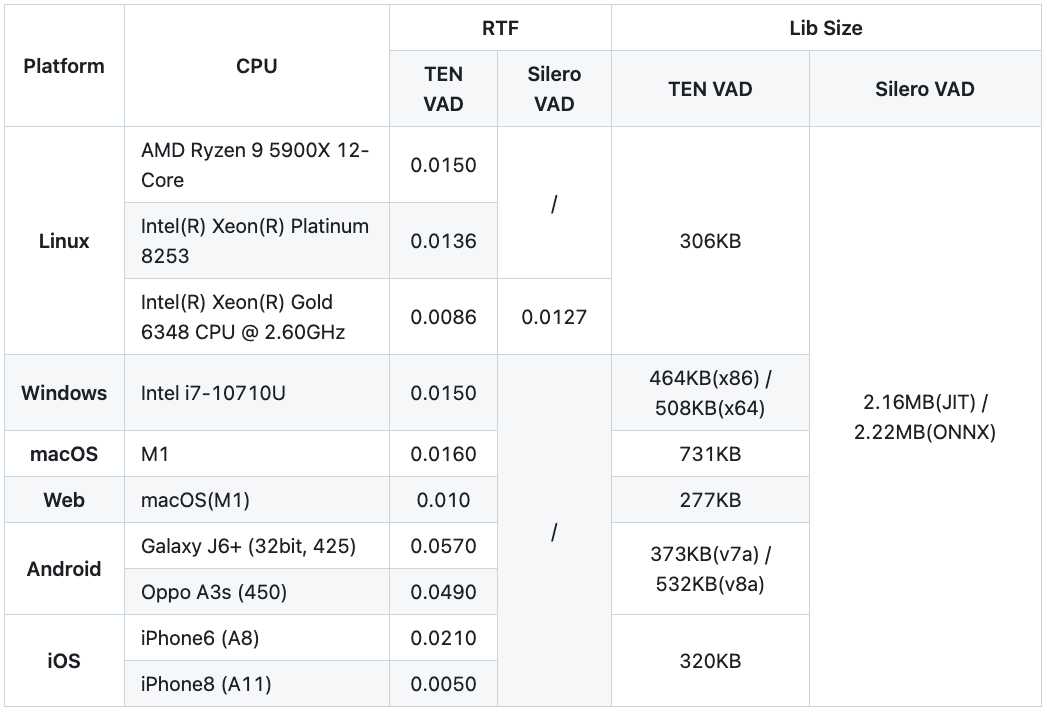 Platform
CPU
RTF
Lib Size
TEN
VAD
Silero
VAD
TEN VAD
Silero VAD
Linux
AMD Ryzen 9 5900X 12-
Core
0.0150
/
306KB
2.16MB(JIT) /
2.22MB(ONNX)
Intel(R) Xeon(R) Platinum
8253
0.0136
Intel(R) Xeon(R) Gold
6348 CPU @ 2.60GHz
0.0086
0.0127
Windows
Intel i7-10710U
0.0150
/
464KB(x86) /
508KB(x64)
macOS
M1
0.0160
731KB
Web
macOS(M1)
0.010
277KB
Android
Galaxy J6+ (32bit, 425)
0.0570
373KB(v7a) /
532KB(v8a)
Oppo A3s (450)
0.0490
iOS
iPhone6 (A8)
0.0210
320KB
iPhone8 (A11)
0.0050